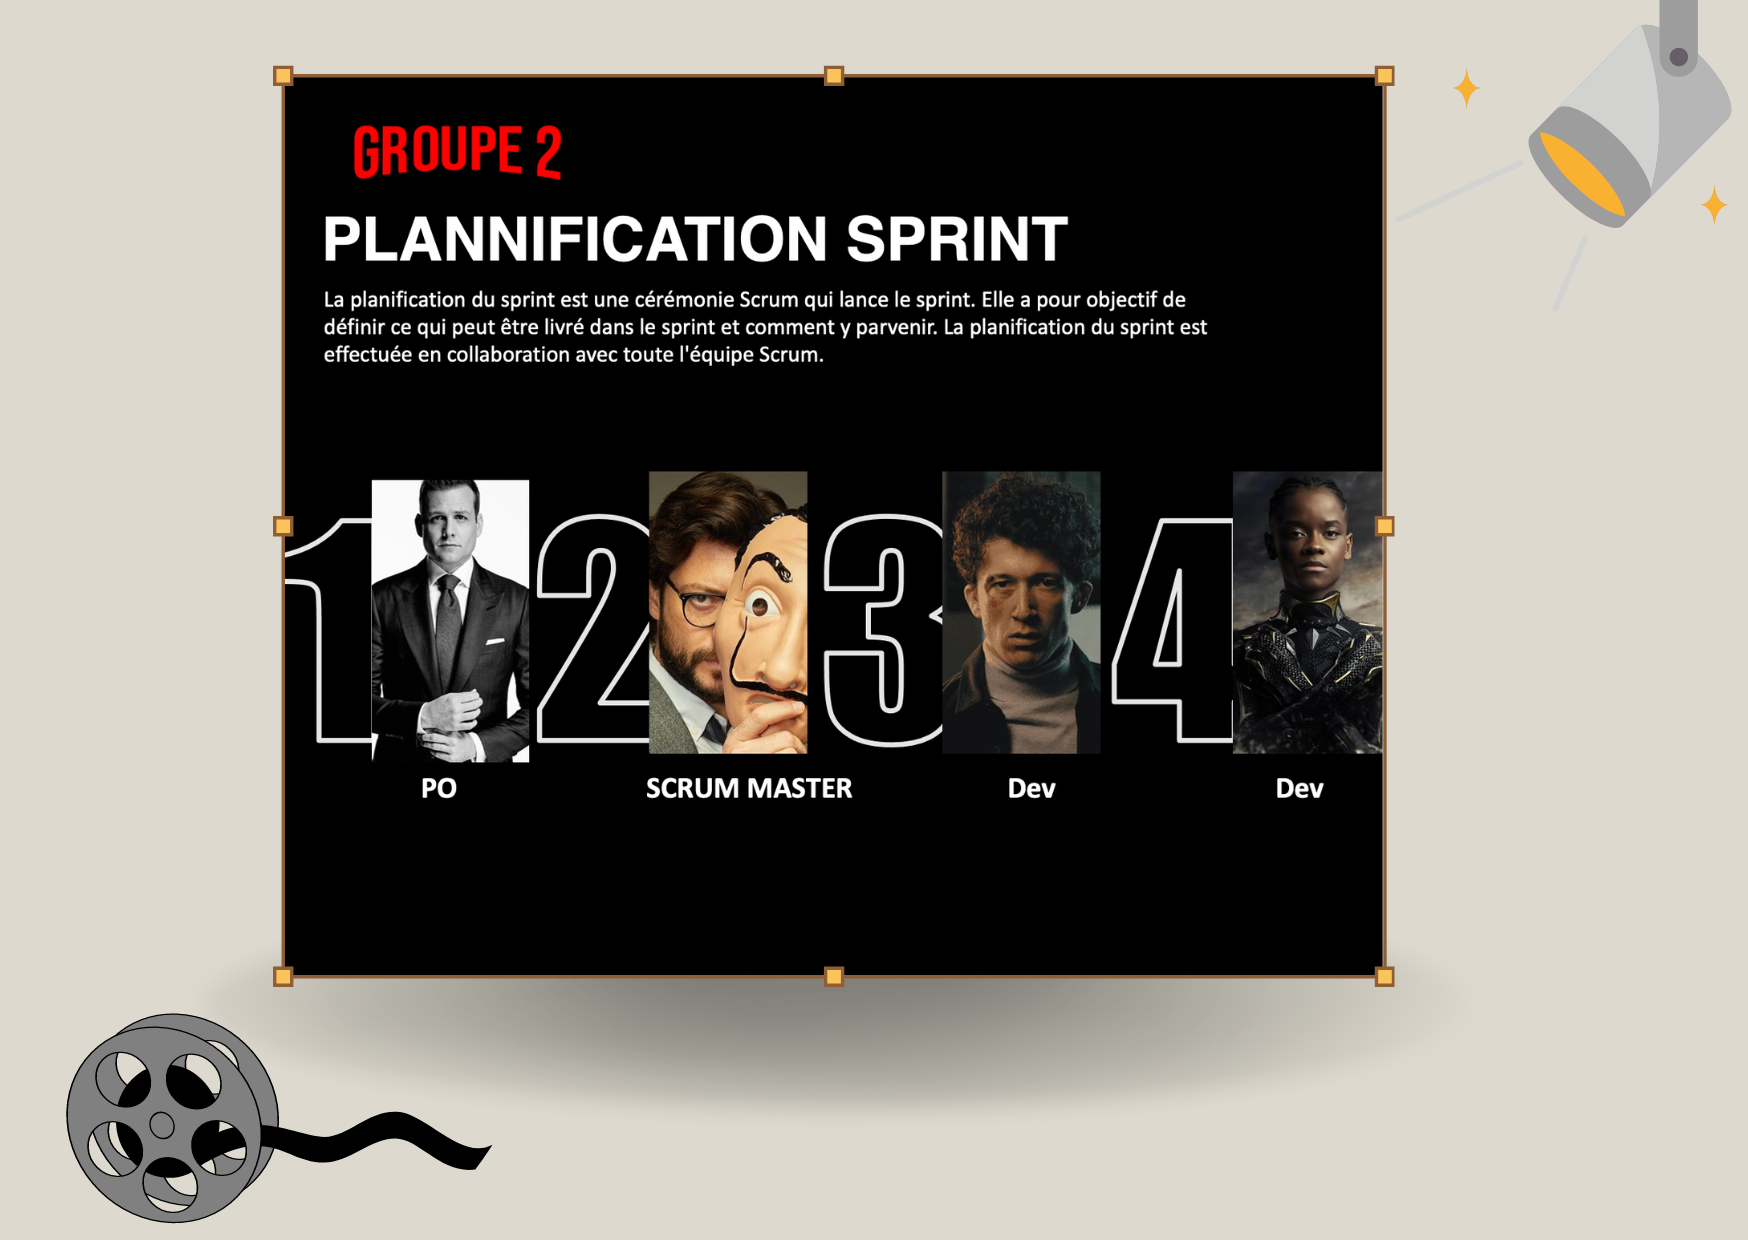 GROUPE 2
PLANNIFICATION SPRINT
La planification du sprint est une cérémonie Scrum qui lance le sprint. Elle a pour objectif de
définir ce qui peut être livré dans le sprint et comment y parvenir. La planification du sprint est
effectuée en collaboration avec toute l'équipe Scrum.
1 2 3 4
PO SCRUM MASTER Dev Dev